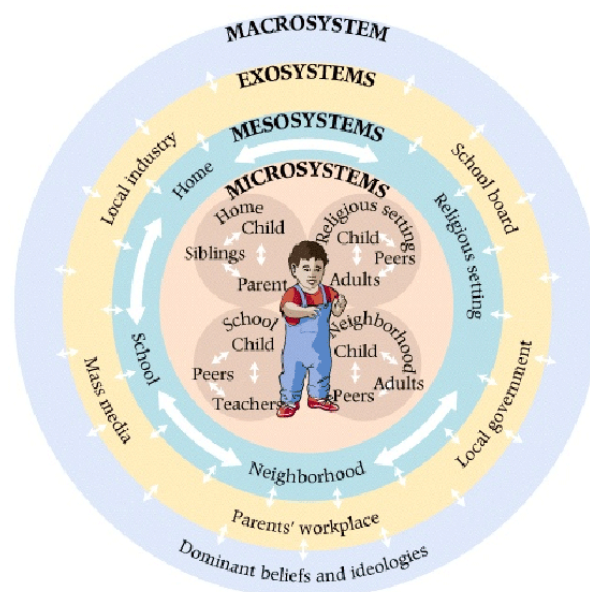 MACROSYSTEM
EXOSYSTEMS
MESOSYSTEMS
MICROSYSTEMS
Local industry
School board
Home
Religious setting
Home
Child
Siblings
Parent
Religious setting
Child
Peers
Adults
School
Child
Peers
Teachers
Neighborhood
Child
Adults
Peers
School
Neighborhood
Mass media
Local government
Parents' workplace
Dominant beliefs and ideologies